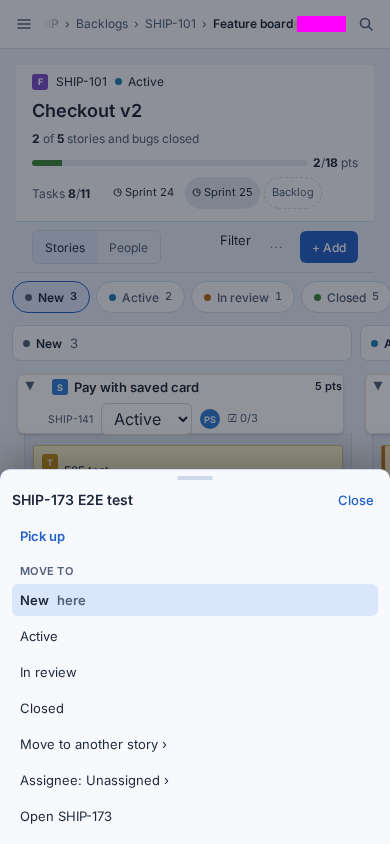 IP › Backlogs › SHIP-101 › Feature board
F SHIP-101 Active
Checkout v2
2 of 5 stories and bugs closed
2/18 pts
Tasks 8/11 Sprint 24 Sprint 25 Backlog
Stories People Filter ... + Add
New 3 Active 2 In review 1 Closed 5
New 3
S Pay with saved card 5 pts
SHIP-141 Active PS ☑ 0/3
T
SHIP-173 E2E test Close
Pick up
MOVE TO
New here
Active
In review
Closed
Move to another story ›
Assignee: Unassigned ›
Open SHIP-173